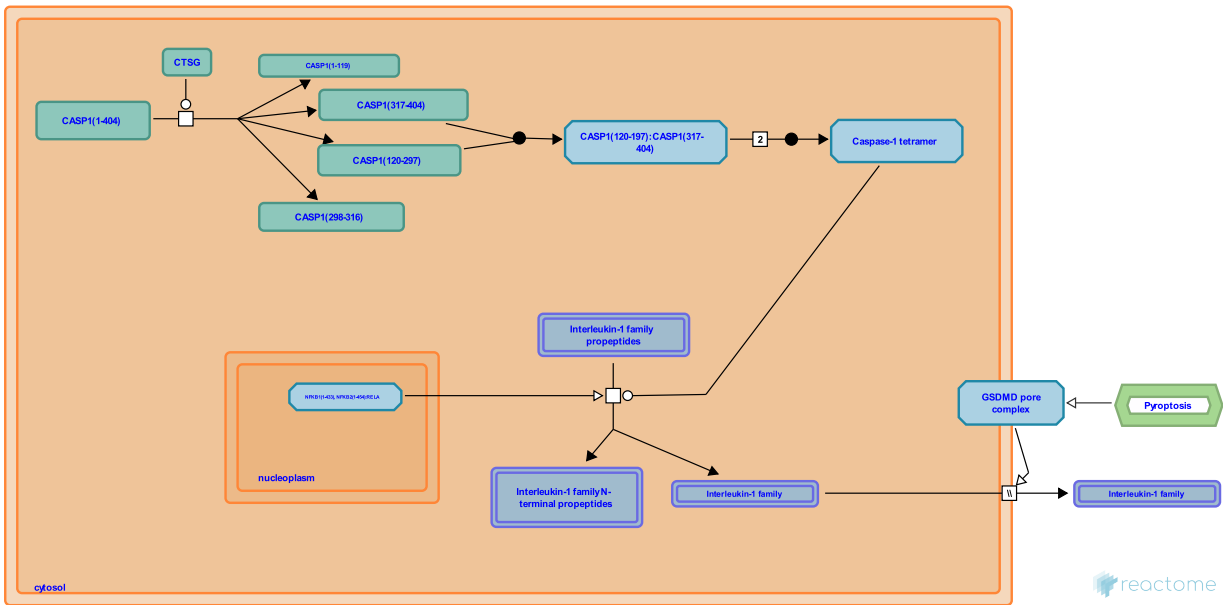 CTSG
CASP1(1-119)
CASP1(1-404)
CASP1(317-404)
CASP1(120-297)
CASP1(298-316)
CASP1(120-197):CASP1(317-
404)
2
Caspase-1 tetramer
Interleukin-1 family
propeptides
NFKB1(1-433), NFKB2(1-454):RELA
nucleoplasm
GSDMD pore
complex
Pyroptosis
Interleukin-1 family N-
terminal propeptides
Interleukin-1 family
\\
Interleukin-1 family
cytosol
reactome